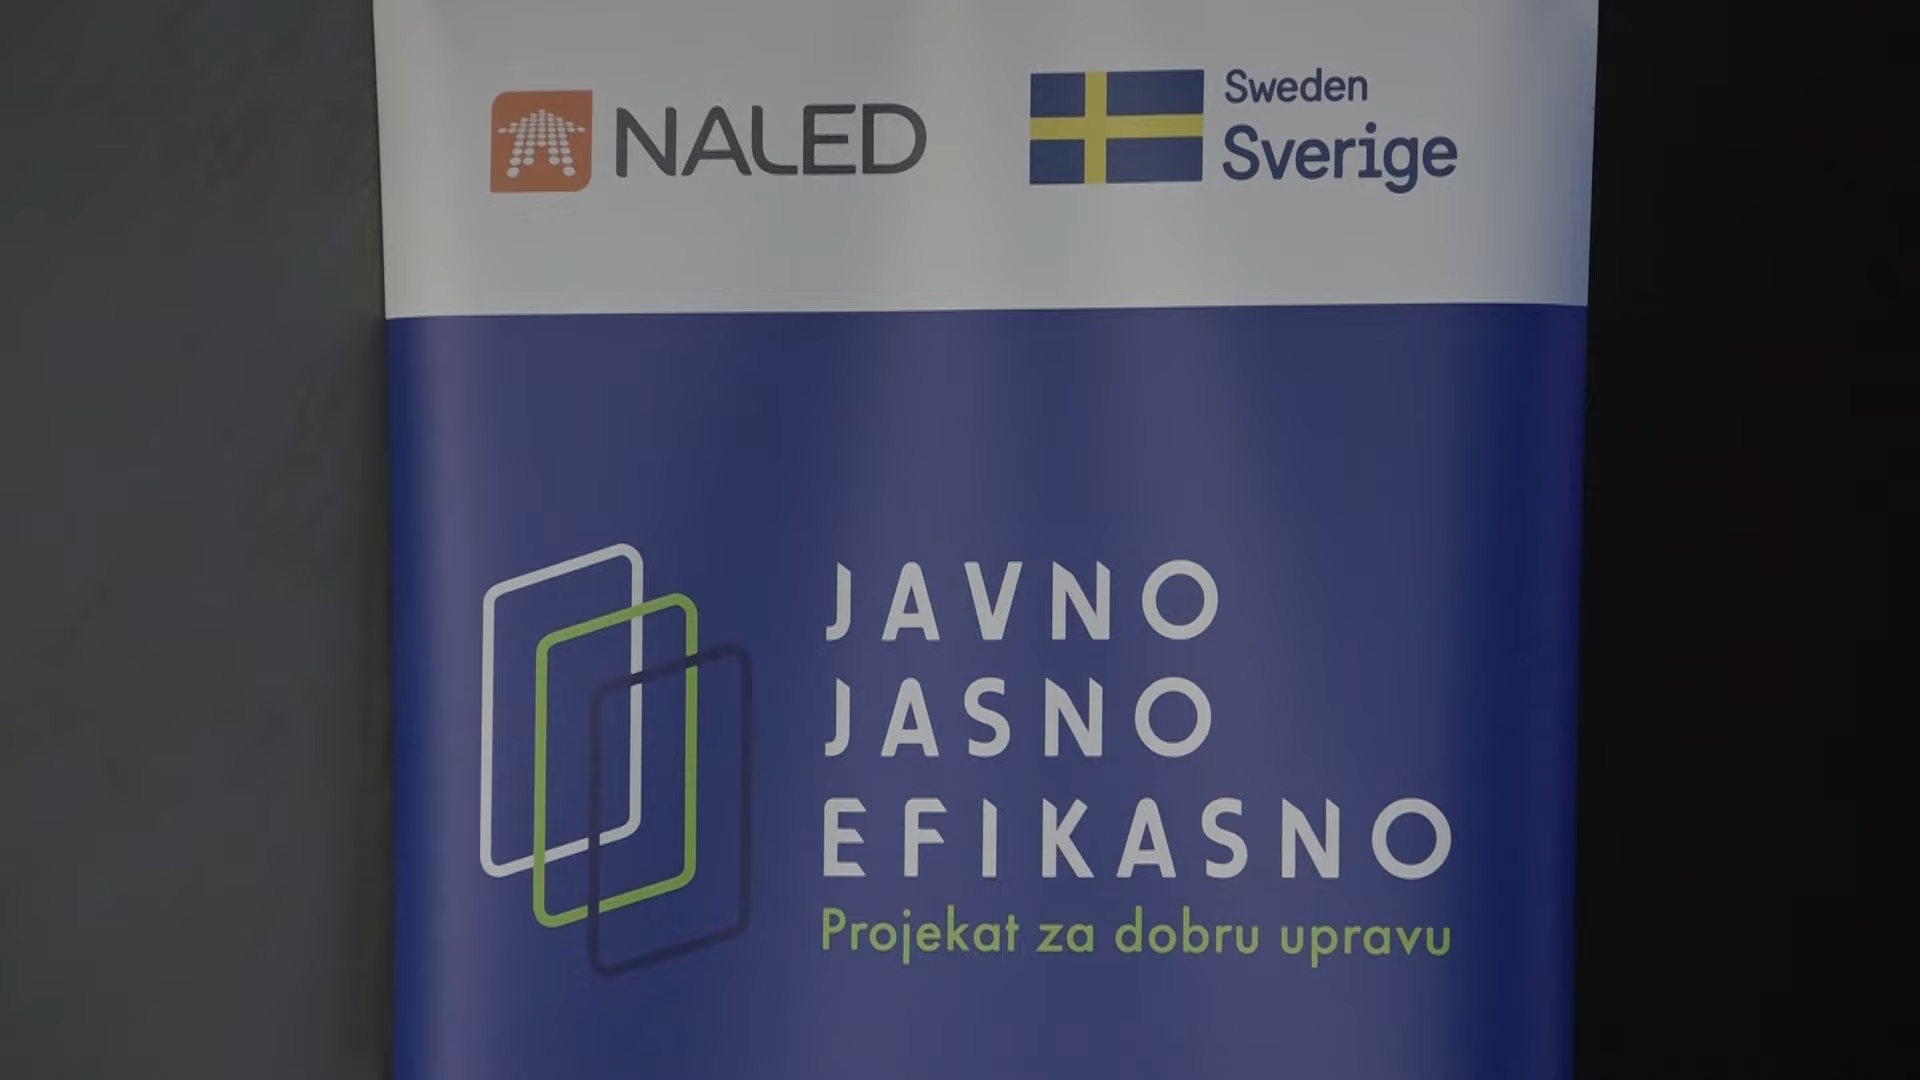 NALED
Sweden
Sverige
JAVNO
JASNO
EFIKASNO
Projekat za dobru upravu